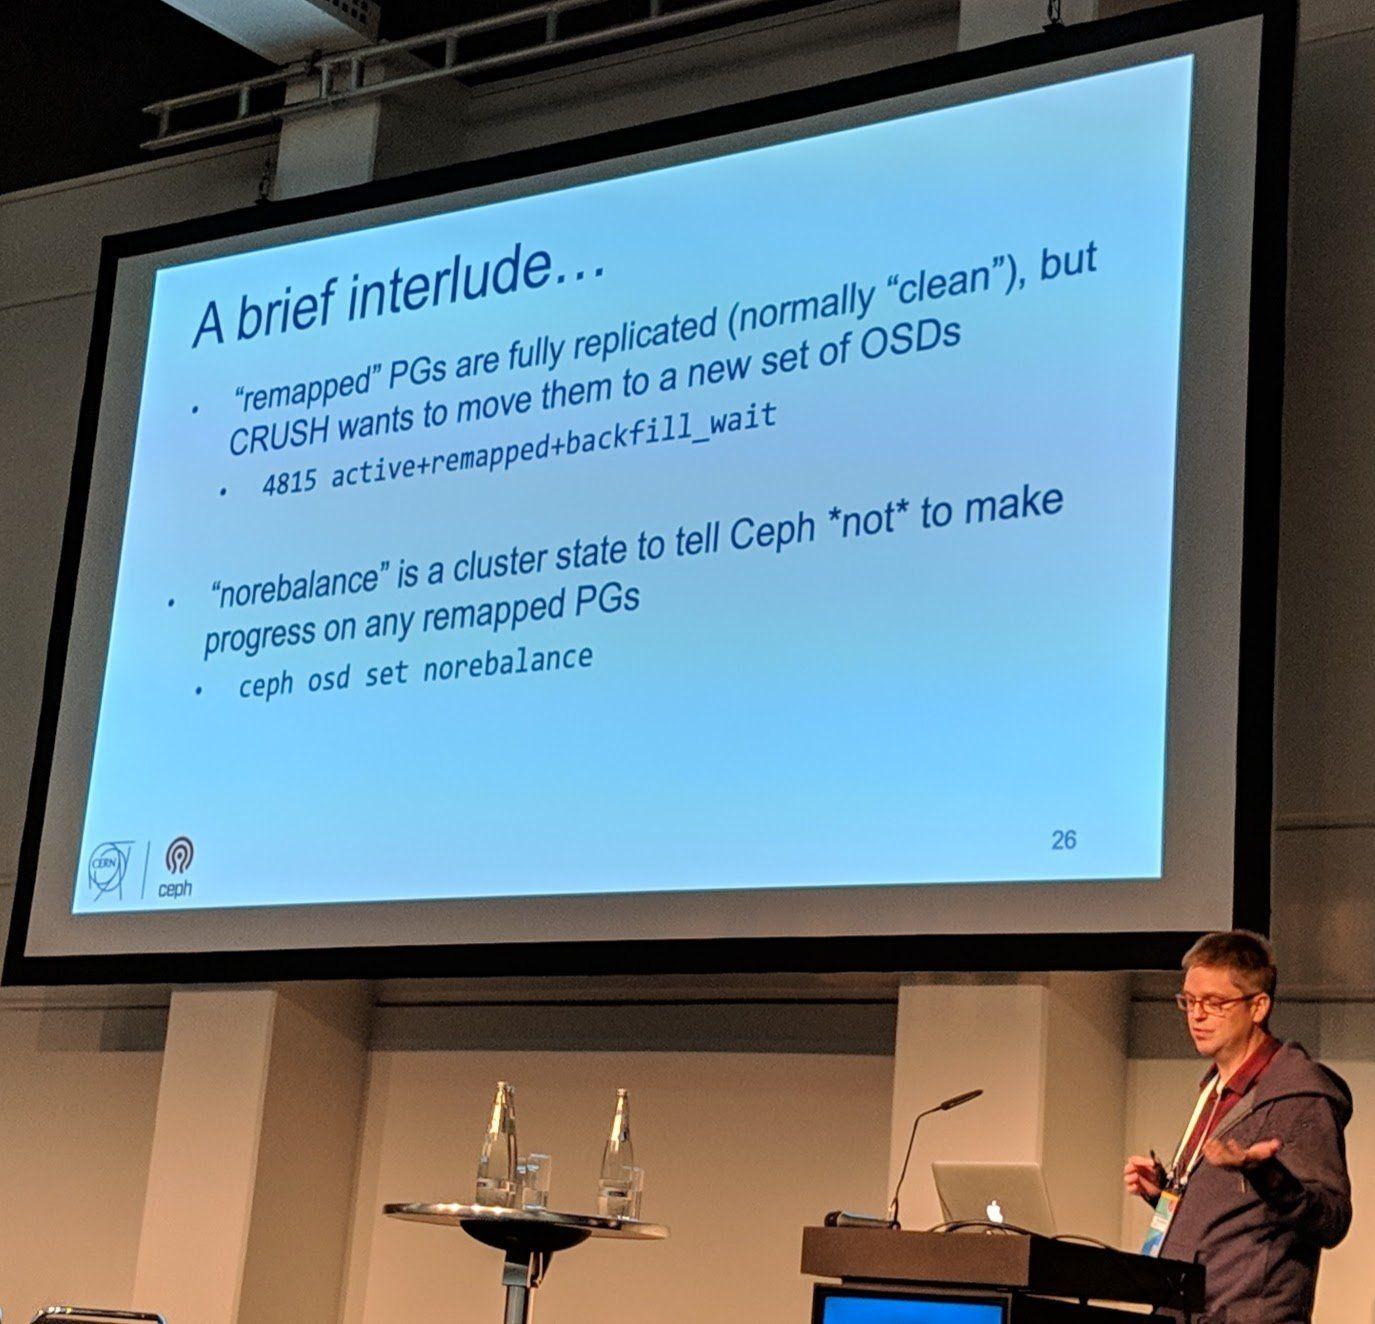 A brief interlude…
• “remapped” PGs are fully replicated (normally “clean”), but
CRUSH wants to move them to a new set of OSDs
• 4815 active+remapped+backfill_wait
• “norebalance” is a cluster state to tell Ceph *not* to make
progress on any remapped PGs
• ceph osd set norebalance
CERN
ceph
26